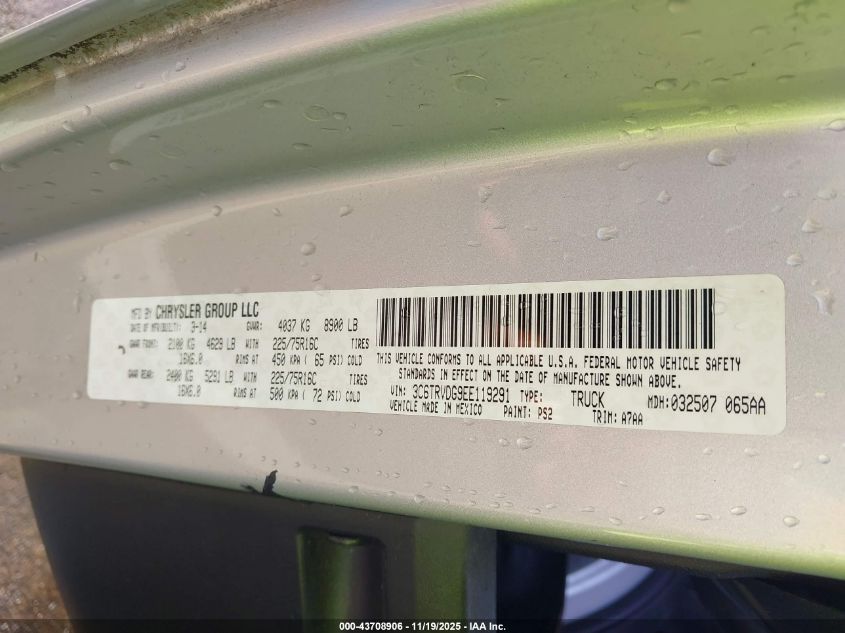 MFD BY CHRYSLER GROUP LLC
DATE OF MFR(BUILT): 3-14 GVWR: 4037 KG 8900 LB
GAWR FRONT: 2100 KG 4629 LB WITH 225/75R16C TIRES
16X6.0 RIMS AT 450 KPA ( 65 PSI) COLD
GAWR REAR: 2400 KG 5291 LB WITH 225/75R16C TIRES
16X6.0 RIMS AT 500 KPA ( 72 PSI) COLD
THIS VEHICLE CONFORMS TO ALL APPLICABLE U.S.A. FEDERAL MOTOR VEHICLE SAFETY
STANDARDS IN EFFECT ON THE DATE OF MANUFACTURE SHOWN ABOVE.
VIN: 3C6TRVDG9EE119291 TYPE: TRUCK MDH:032507 065AA
VEHICLE MADE IN MEXICO PAINT: PS2 TRIM: A7AA
000-43708906 - 11/19/2025 - IAA Inc.